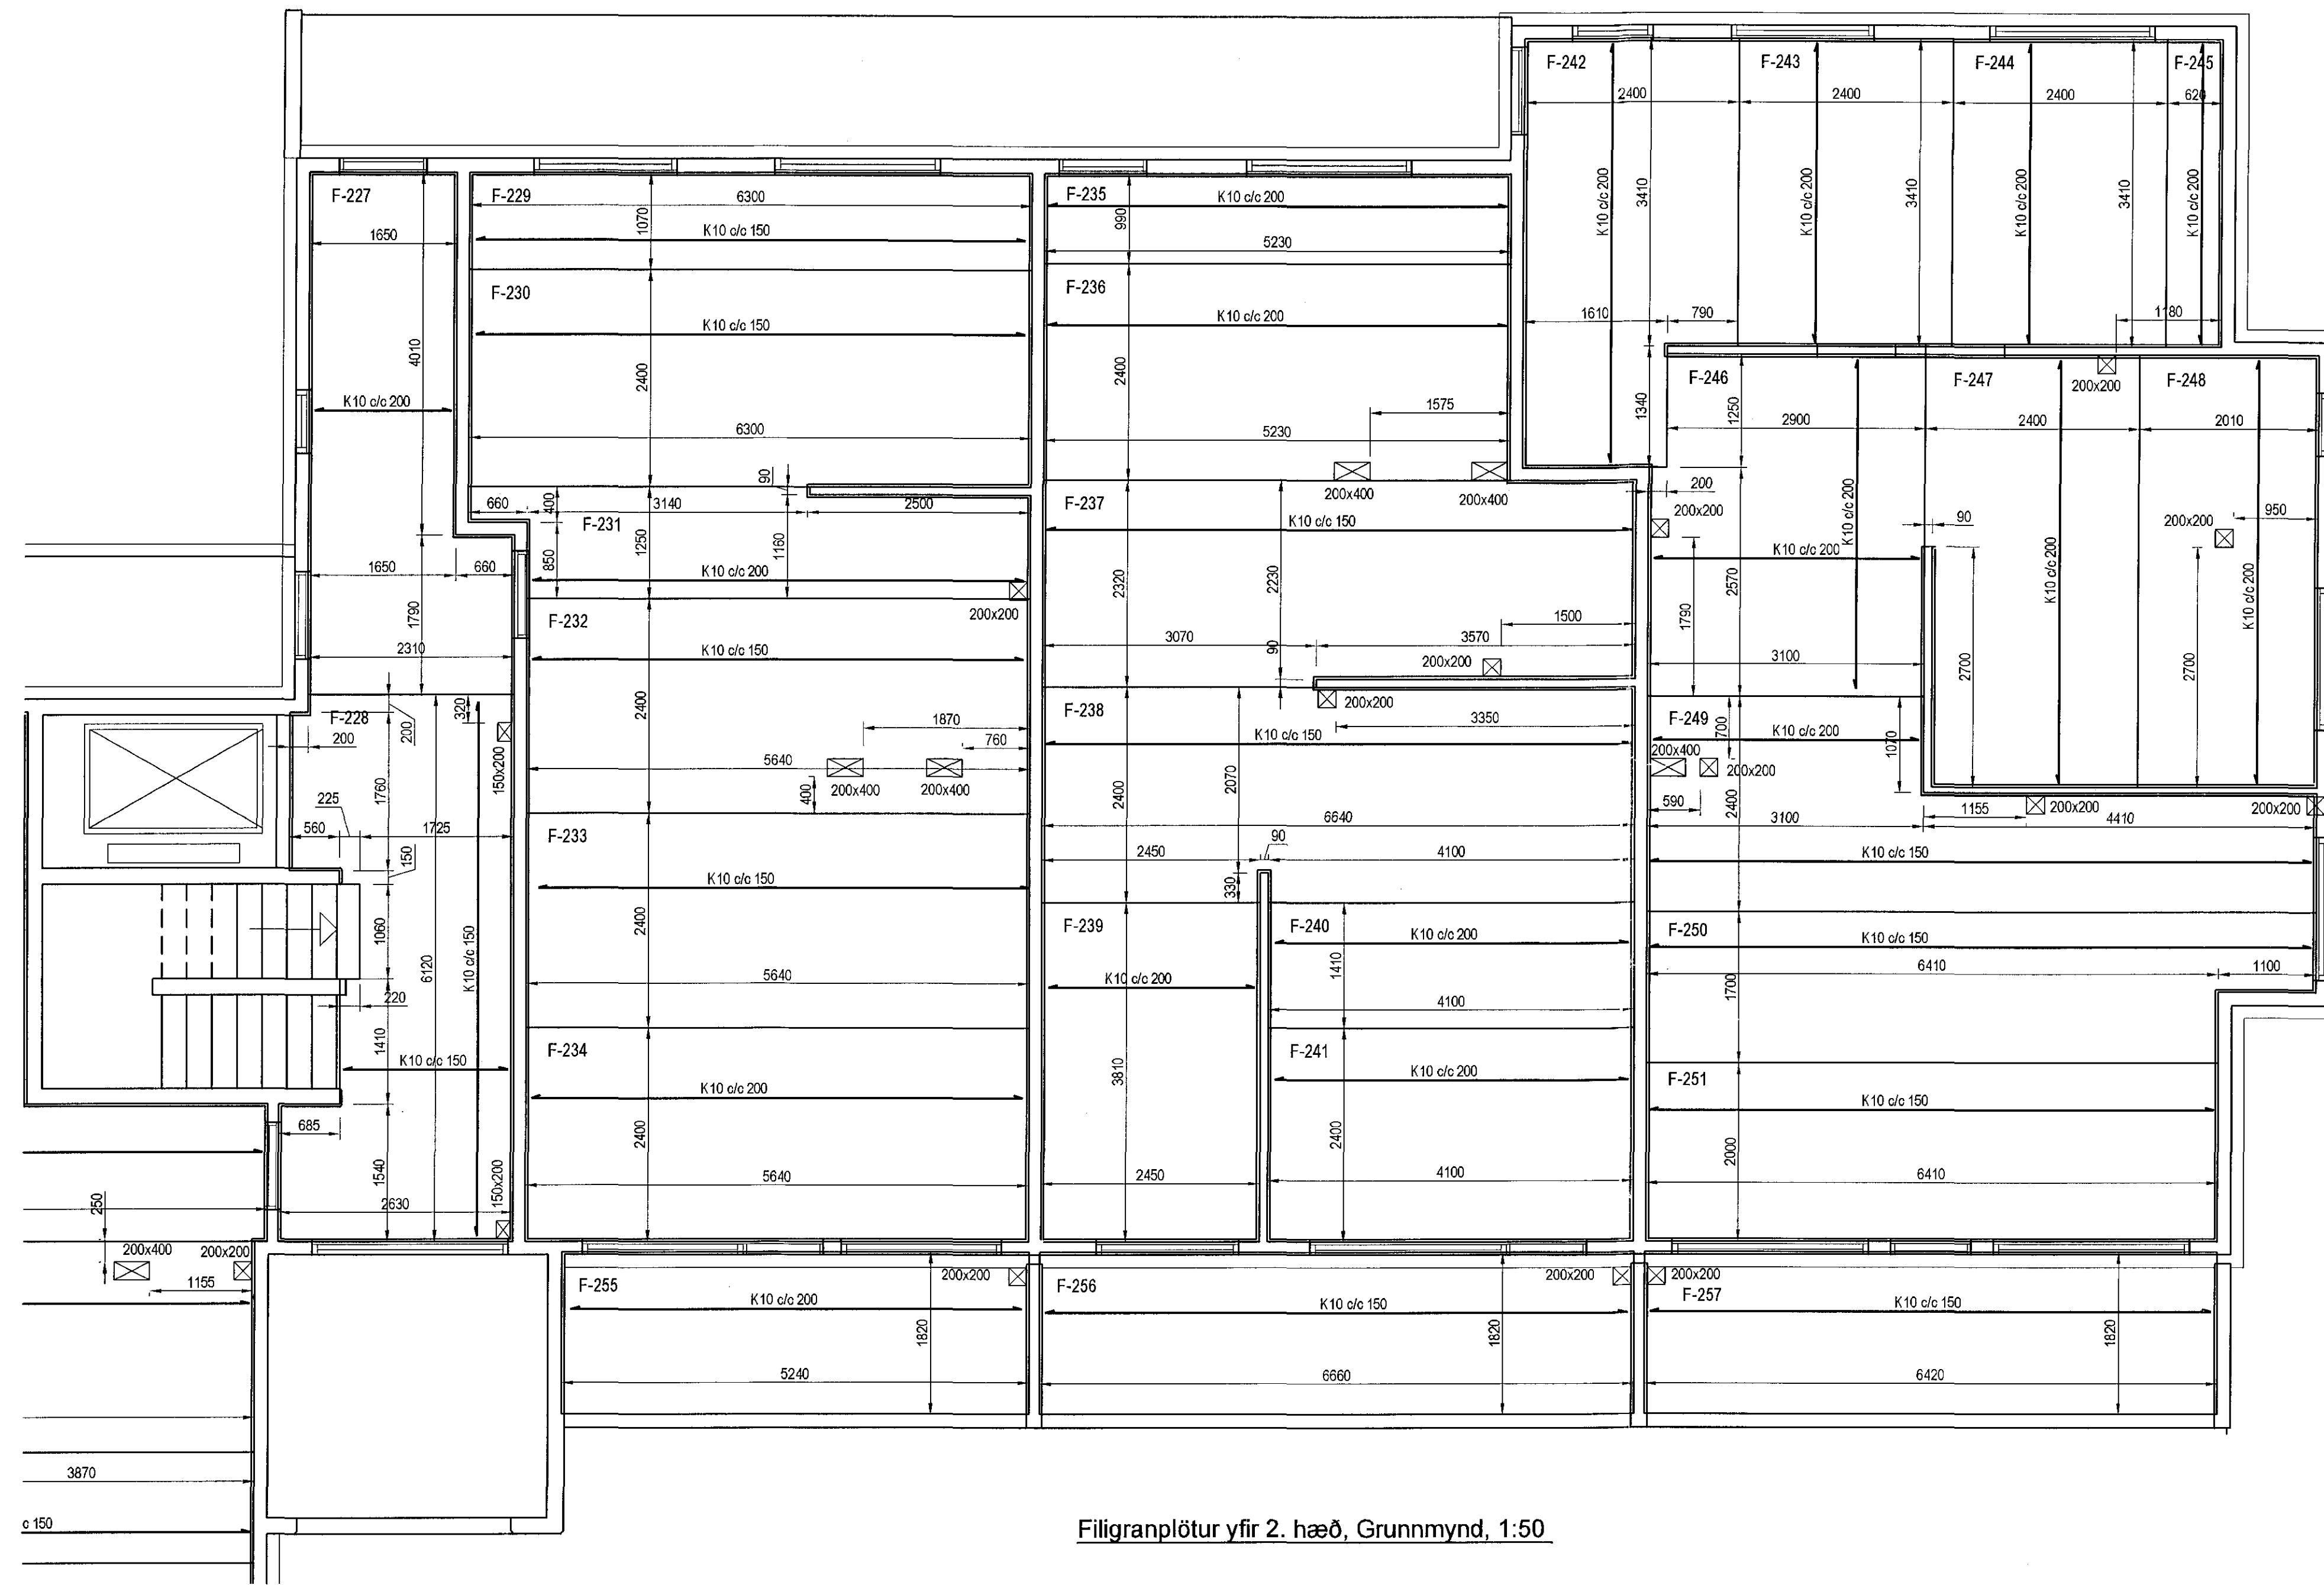 F-242
F-243
F-244
F-245
2400
2400
2400
620
K10 c/c 200
3410
K10 c/c 200
3410
K10 c/c 200
3410
K10 c/c 200
1610
790
1180
F-227
1650
4010
K10 c/c 200
1650
660
1790
2310
F-229
6300
1070
K10 c/c 150
F-230
K10 c/c 150
2400
6300
90
660
400
3140
2500
F-231
850
1250
1160
K10 c/c 200
200x200
F-232
K10 c/c 150
2400
1870
760
5640
200x400
200x400
400
F-233
K10 c/c 150
2400
5640
F-234
K10 c/c 200
2400
5640
F-235
K10 c/c 200
990
5230
F-236
K10 c/c 200
2400
1575
5230
200x400
200x400
F-237
K10 c/c 150
2320
2230
1500
3070
3570
90
200x200
F-238
200x200
3350
K10 c/c 150
2400
2070
6640
90
2450
4100
330
F-239
K10 c/c 200
3810
2450
F-240
K10 c/c 200
1410
4100
F-241
K10 c/c 200
2400
4100
1340
F-246
1250
2900
K10 c/c 200
200
200x200
K10 c/c 200
1790
2570
3100
F-247
200x200
F-248
2400
2010
90
K10 c/c 200
200x200
950
K10 c/c 200
2700
2700
F-249
700
K10 c/c 200
1070
200x400
200x200
590
2400
3100
1155
200x200
200x200
4410
K10 c/c 150
F-250
K10 c/c 150
6410
1100
1700
F-251
K10 c/c 150
2000
6410
F-228
200
200
320
150x200
1760
225
560
1725
150
1060
6120
K10 c/c 150
220
1410
K10 c/c 150
685
1540
150x200
2630
250
200x400
200x200
1155
3870
c 150
F-255
200x200
K10 c/c 200
1820
5240
F-256
200x200
K10 c/c 150
1820
6660
200x200
F-257
K10 c/c 150
1820
6420
Filigranplötur yfir 2. hæð, Grunnmynd, 1:50